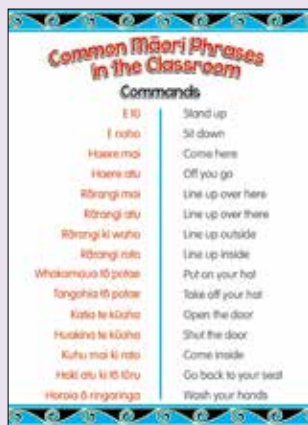 Common Māori Phrases
in the Classroom
Commands
E tū Stand up
E noho Sit down
Haere mai Come here
Haere atu Off you go
Rārangi mai Line up over here
Rārangi atu Line up over there
Rārangi ki waho Line up outside
Rārangi roto Line up inside
Whakamaua tō potae Put on your hat
Tangohia tō potae Take off your hat
Katia te kūaha Open the door
Huakina te kūaha Shut the door
Kuhu mai ki roto Come inside
Hoki atu ki tō tūru Go back to your seat
Horoia ō ringaringa Wash your hands